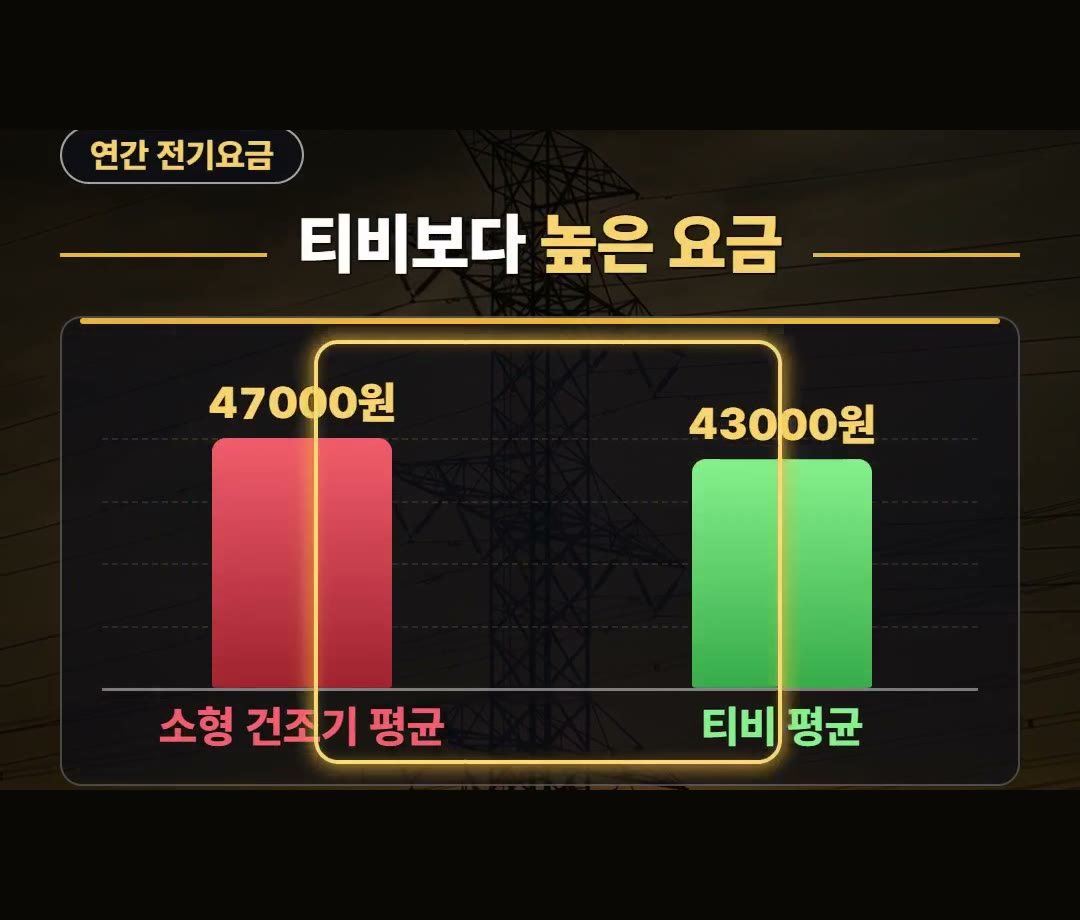 연간 전기요금
티비보다 높은 요금
47000원
43000원
소형 건조기 평균
티비 평균